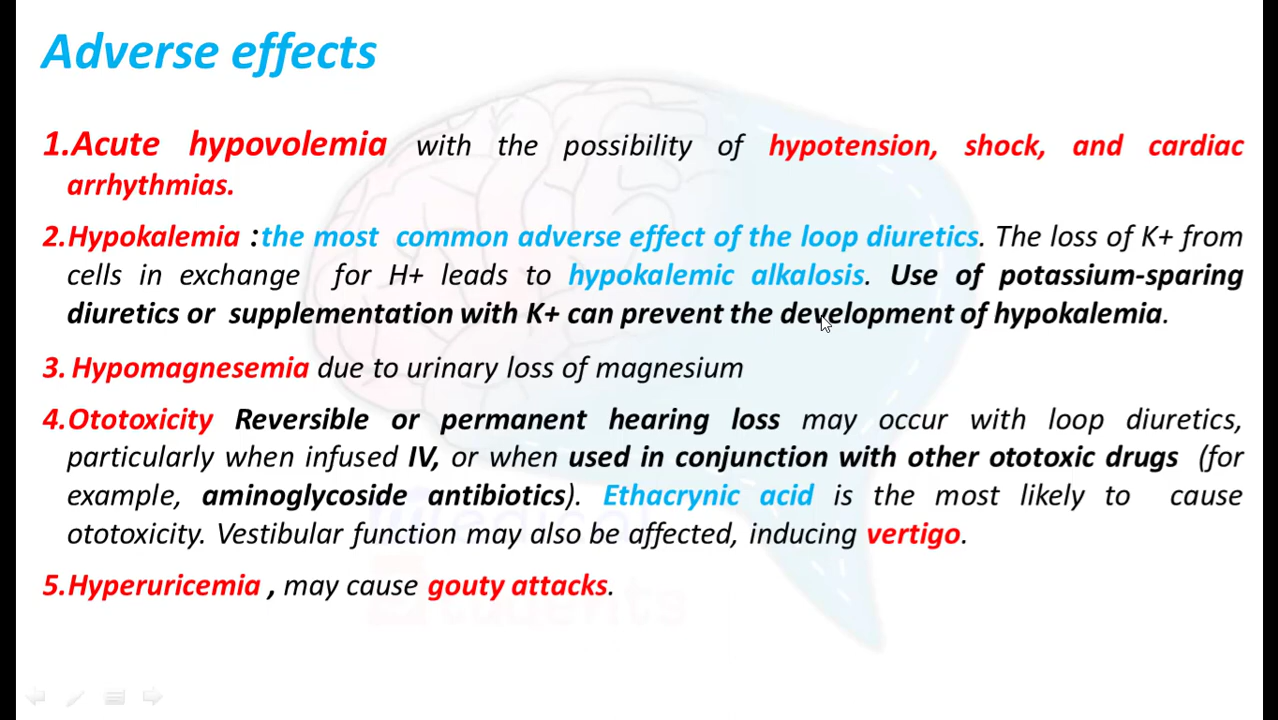 Adverse effects
1.Acute hypovolemia with the possibility of hypotension, shock, and cardiac
arrhythmias.
2.Hypokalemia :the most common adverse effect of the loop diuretics. The loss of K+ from
cells in exchange for H+ leads to hypokalemic alkalosis. Use of potassium-sparing
diuretics or supplementation with K+ can prevent the development of hypokalemia.
3. Hypomagnesemia due to urinary loss of magnesium
4.Ototoxicity Reversible or permanent hearing loss may occur with loop diuretics,
particularly when infused IV, or when used in conjunction with other ototoxic drugs (for
example, aminoglycoside antibiotics). Ethacrynic acid is the most likely to cause
ototoxicity. Vestibular function may also be affected, inducing vertigo.
5.Hyperuricemia , may cause gouty attacks.